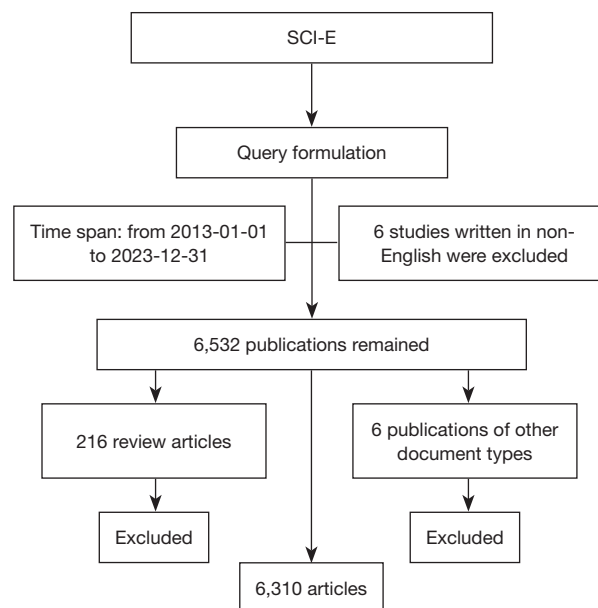 SCI-E
Query formulation
Time span: from 2013-01-01
to 2023-12-31
6 studies written in non-
English were excluded
6,532 publications remained
216 review articles
6 publications of other
document types
Excluded
Excluded
6,310 articles